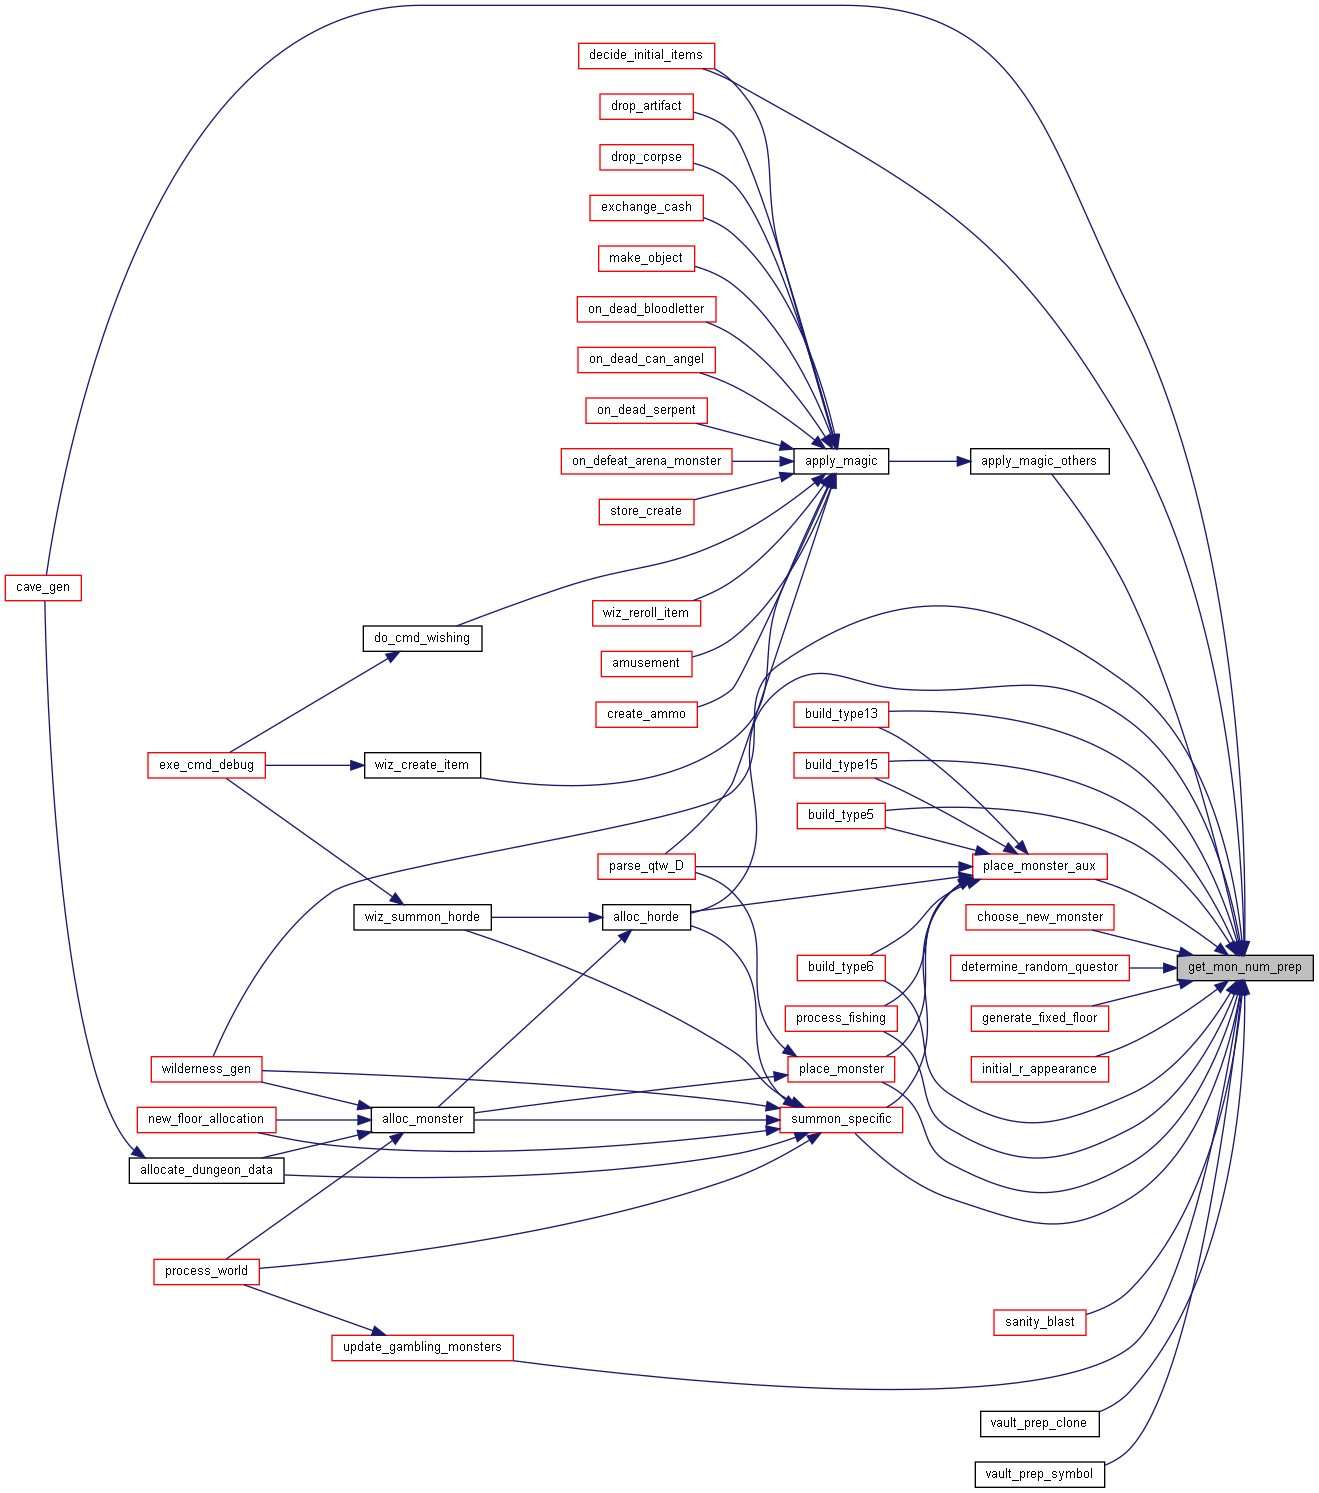 decide_initial_items
drop_artifact
drop_corpse
exchange_cash
make_object
on_dead_bloodletter
on_dead_can_angel
on_dead_serpent
on_defeat_arena_monster
apply_magic
apply_magic_others
store_create
cave_gen
wiz_reroll_item
do_cmd_wishing
amusement
create_ammo
build_type13
exe_cmd_debug
wiz_create_item
build_type15
build_type5
parse_qtw_D
place_monster_aux
wiz_summon_horde
alloc_horde
choose_new_monster
build_type6
determine_random_questor
get_mon_num_prep
process_fishing
generate_fixed_floor
wilderness_gen
place_monster
initial_r_appearance
new_floor_allocation
alloc_monster
summon_specific
allocate_dungeon_data
process_world
sanity_blast
update_gambling_monsters
vault_prep_clone
vault_prep_symbol